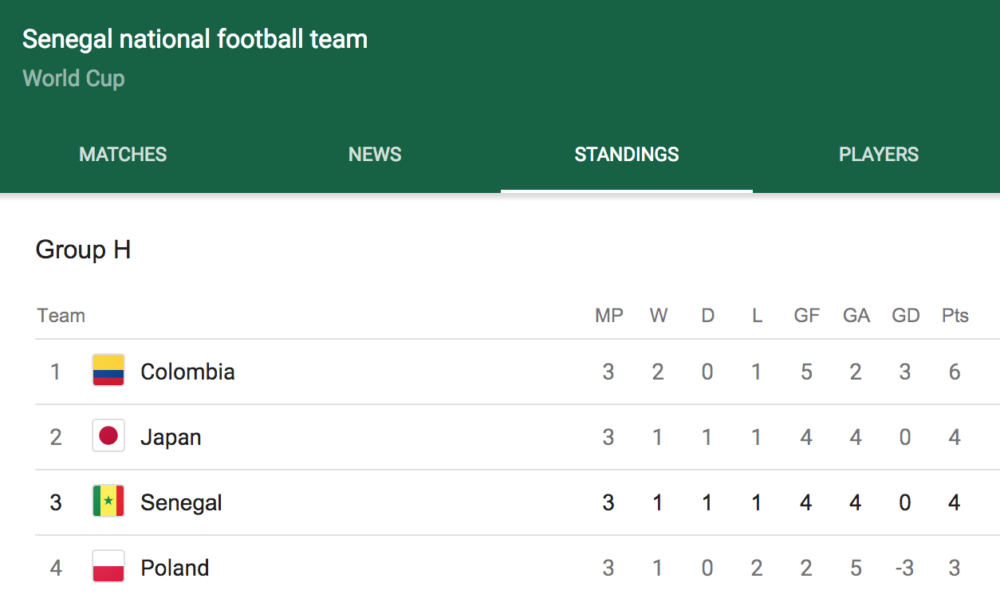 Senegal national football team
World Cup
MATCHES NEWS STANDINGS PLAYERS
Group H
Team MP W D L GF GA GD Pts
1 Colombia 3 2 0 1 5 2 3 6
2 Japan 3 1 1 1 4 4 0 4
3 Senegal 3 1 1 1 4 4 0 4
4 Poland 3 1 0 2 2 5 -3 3